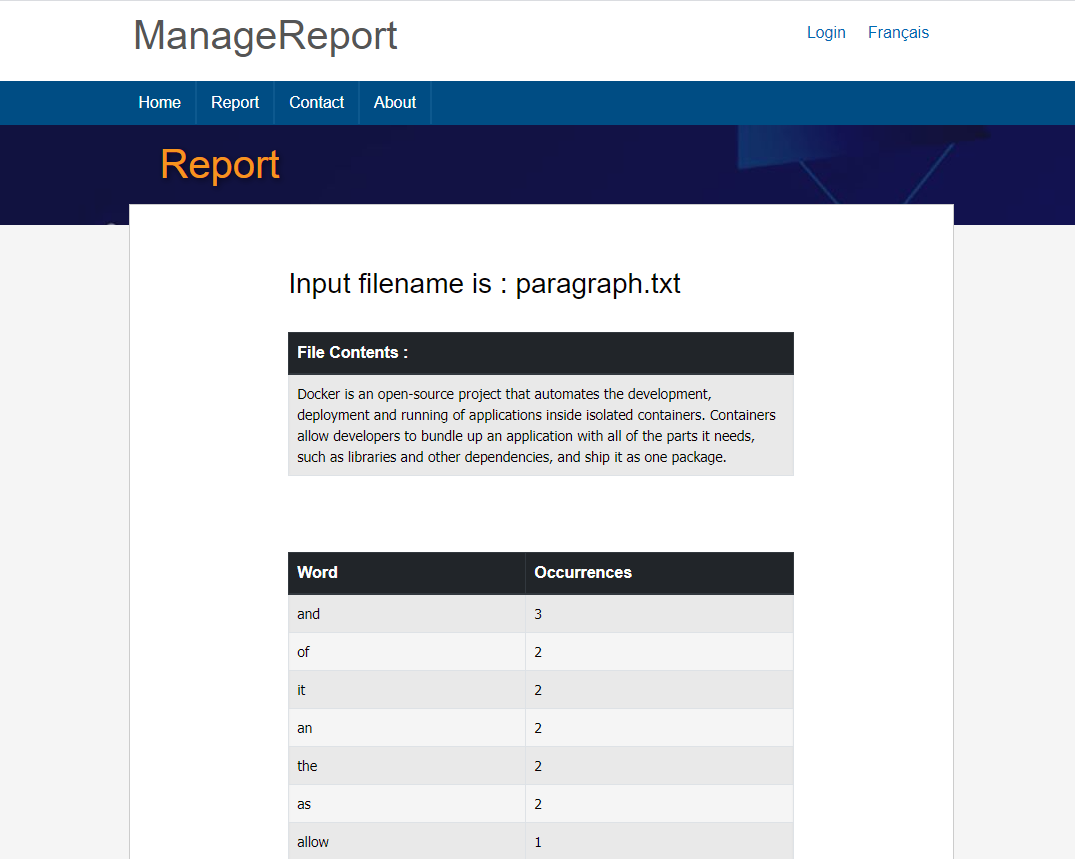 ManageReport
Login Français
Home Report Contact About
Report
Input filename is : paragraph.txt
File Contents :
Docker is an open-source project that automates the development,
deployment and running of applications inside isolated containers. Containers
allow developers to bundle up an application with all of the parts it needs,
such as libraries and other dependencies, and ship it as one package.
Word Occurrences
and 3
of 2
it 2
an 2
the 2
as 2
allow 1